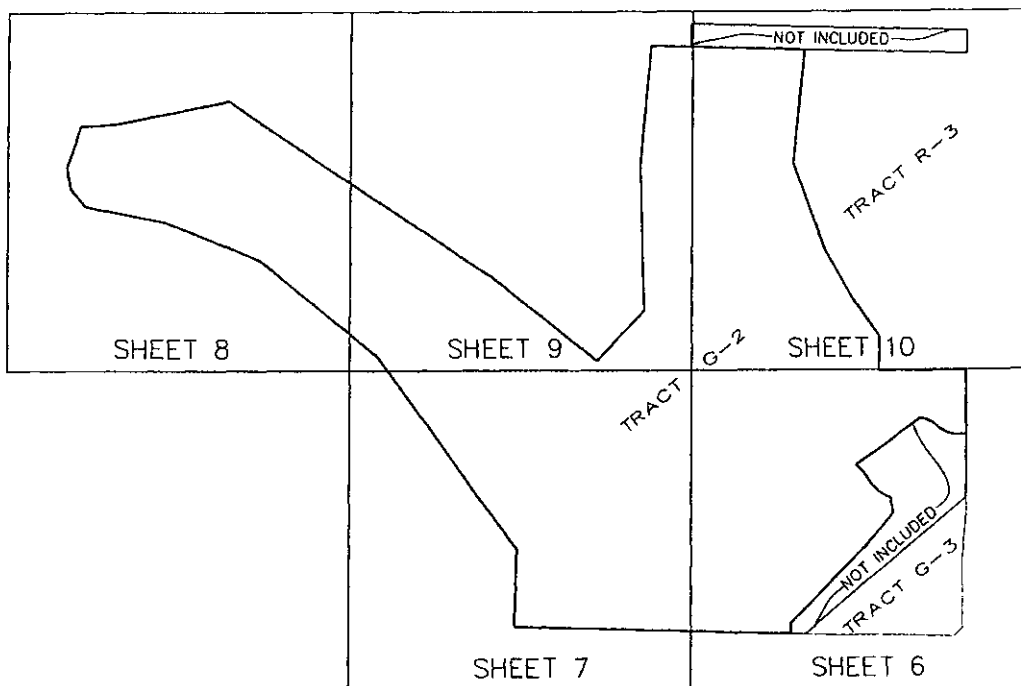 NOT INCLUDED
TRACT R-3
SHEET 8
SHEET 9
SHEET 10
TRACT G-2
NOT INCLUDED
TRACT G-3
SHEET 7
SHEET 6